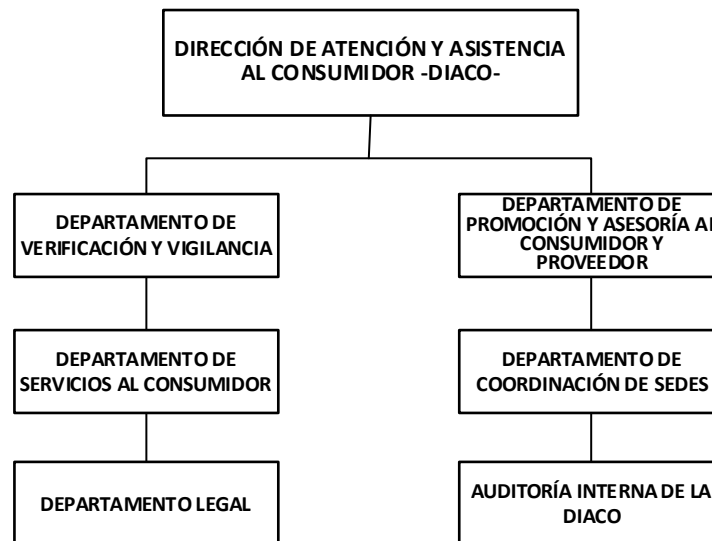 DIRECCIÓN DE ATENCIÓN Y ASISTENCIA
AL CONSUMIDOR -DIACO-
DEPARTAMENTO DE
VERIFICACIÓN Y VIGILANCIA
DEPARTAMENTO DE
PROMOCIÓN Y ASESORÍA AL
CONSUMIDOR Y
PROVEEDOR
DEPARTAMENTO DE
SERVICIOS AL CONSUMIDOR
DEPARTAMENTO DE
COORDINACIÓN DE SEDES
DEPARTAMENTO LEGAL
AUDITORÍA INTERNA DE LA
DIACO